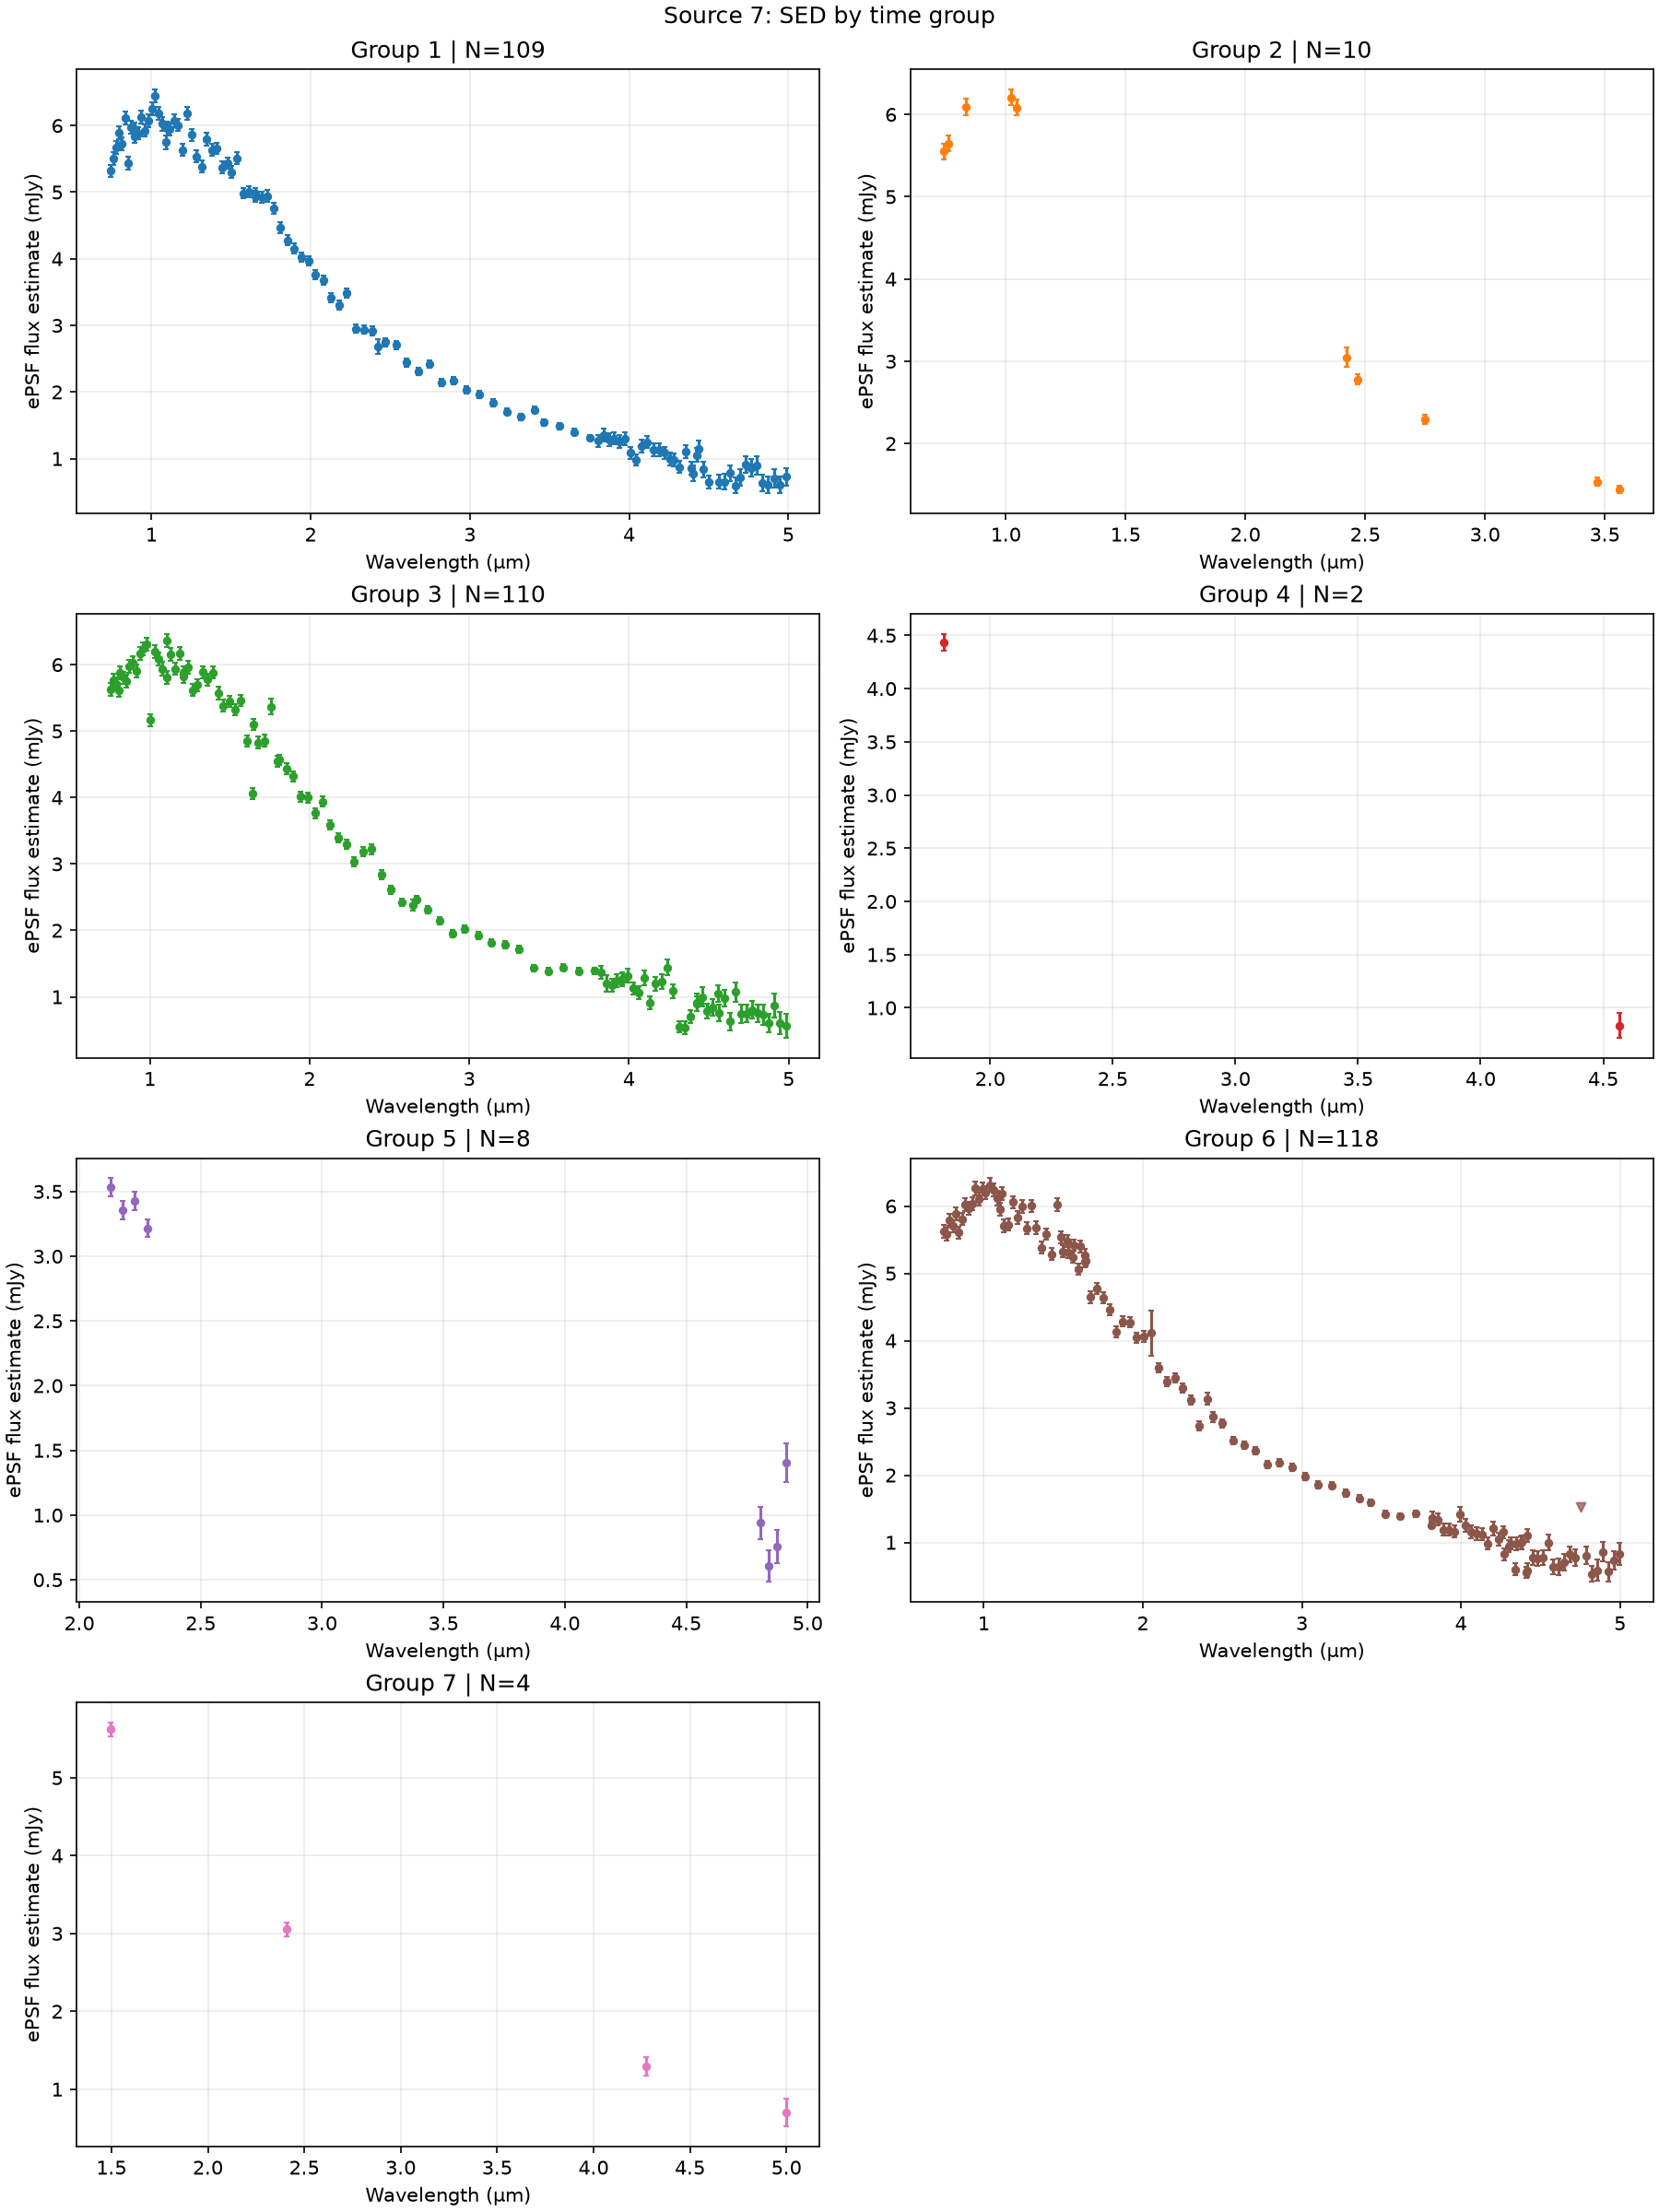 Source 7: SED by time group
Group 1 | N=109
ePSF flux estimate (mJy)
6
5
4
3
2
1
1 2 3 4 5
Wavelength (µm)
Group 2 | N=10
ePSF flux estimate (mJy)
6
5
4
3
2
1.0 1.5 2.0 2.5 3.0 3.5
Wavelength (µm)
Group 3 | N=110
ePSF flux estimate (mJy)
6
5
4
3
2
1
1 2 3 4 5
Wavelength (µm)
Group 4 | N=2
ePSF flux estimate (mJy)
4.5
4.0
3.5
3.0
2.5
2.0
1.5
1.0
2.0 2.5 3.0 3.5 4.0 4.5
Wavelength (µm)
Group 5 | N=8
ePSF flux estimate (mJy)
3.5
3.0
2.5
2.0
1.5
1.0
0.5
2.0 2.5 3.0 3.5 4.0 4.5 5.0
Wavelength (µm)
Group 6 | N=118
ePSF flux estimate (mJy)
6
5
4
3
2
1
1 2 3 4 5
Wavelength (µm)
Group 7 | N=4
ePSF flux estimate (mJy)
5
4
3
2
1
1.5 2.0 2.5 3.0 3.5 4.0 4.5 5.0
Wavelength (µm)